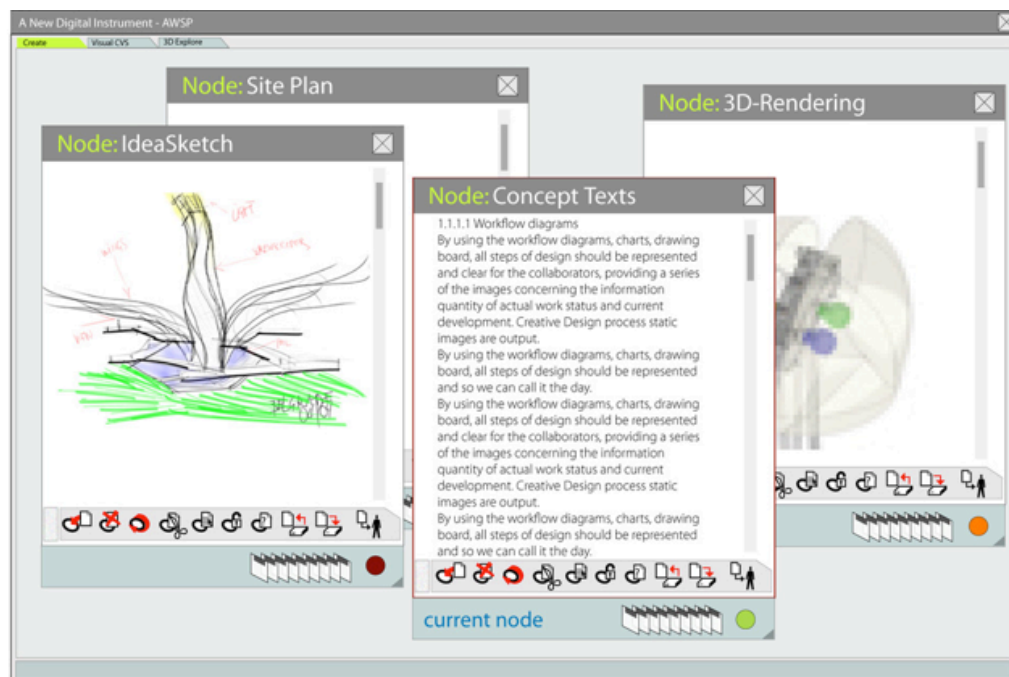 A New Digital Instrument - AWSP
Create
Visual CVS
3D Explore
Node: Site Plan
Node: 3D-Rendering
Node: IdeaSketch
Node: Concept Texts
1.1.1.1 Workflow diagrams
By using the workflow diagrams, charts, drawing
board, all steps of design should be represented
and clear for the collaborators, providing a series
of the images concerning the information
quantity of actual work status and current
development. Creative Design process static
images are output.
By using the workflow diagrams, charts, drawing
board, all steps of design should be represented
and so we can call it the day.
By using the workflow diagrams, charts, drawing
board, all steps of design should be represented
and clear for the collaborators, providing a series
of the images concerning the information
quantity of actual work status and current
development. Creative Design process static
images are output.
By using the workflow diagrams, charts, drawing
board, all steps of design should be represented
and so we can call it the day.
current node